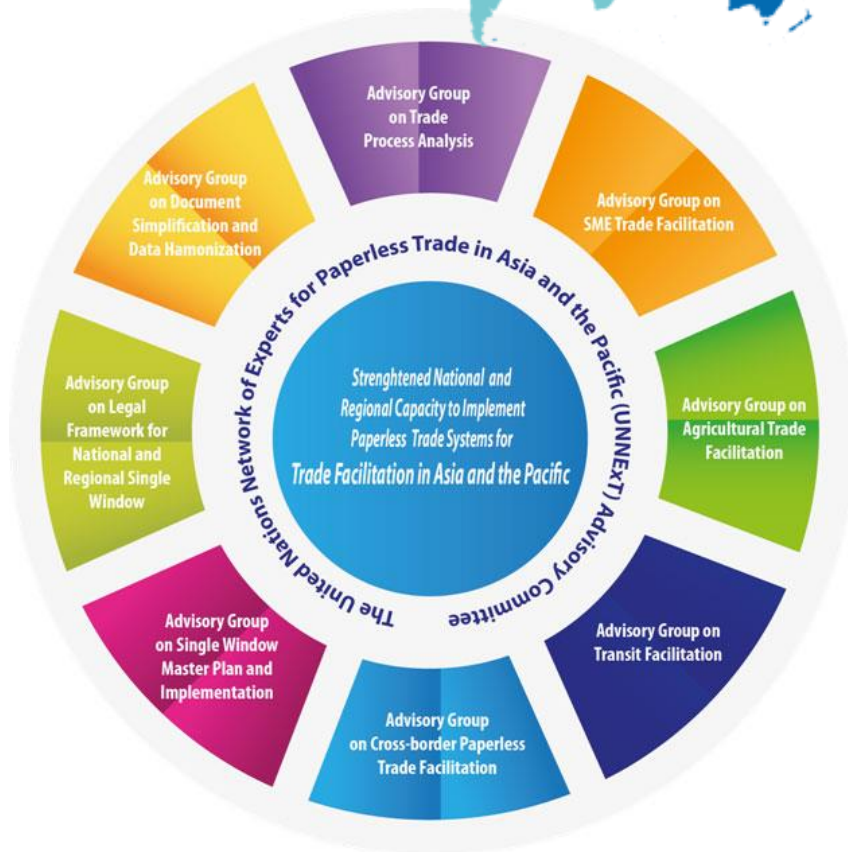 Advisory Group
on Trade
Process Analysis
Advisory Group on
SME Trade Facilitation
Advisory Group on
Agricultural Trade
Facilitation
Advisory Group on
Transit Facilitation
Advisory Group
on Cross-border Paperless
Trade Facilitation
Advisory Group
on Single Window
Master Plan and
Implementation
Advisory Group
on Legal
Framework for
National and
Regional Single
Window
Advisory Group
on Document
Simplification and
Data Hamonization
The United Nations Network of Experts for Paperless Trade in Asia and the Pacific (UNNExT) Advisory Committee
Strenghtened National and
Regional Capacity to Implement
Paperless Trade Systems for
Trade Facilitation in Asia and the Pacific